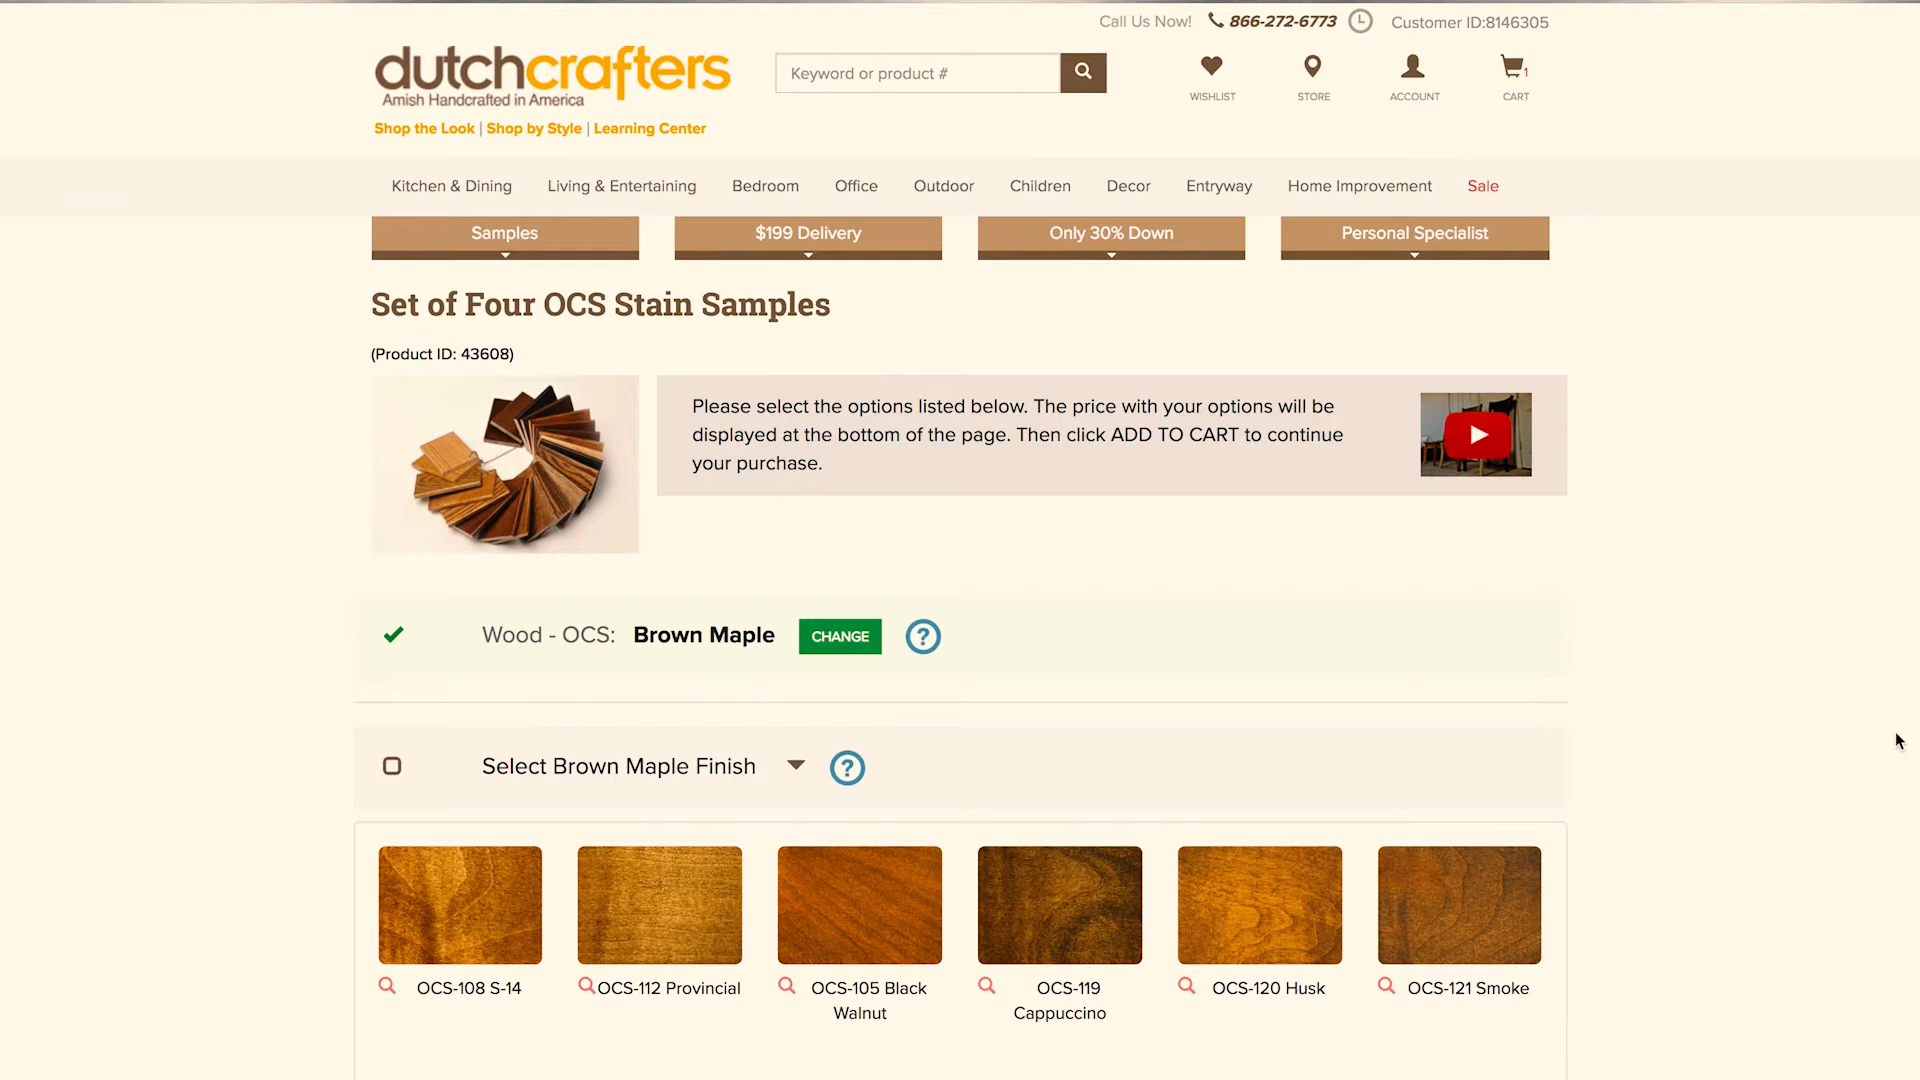 Call Us Now! 866-272-6773 Customer ID:8146305
dutchcrafters
Amish Handcrafted in America
Keyword or product #
WISHLIST STORE ACCOUNT 1 CART
Shop the Look | Shop by Style | Learning Center
Kitchen & Dining Living & Entertaining Bedroom Office Outdoor Children Decor Entryway Home Improvement Sale
Samples $199 Delivery Only 30% Down Personal Specialist
Set of Four OCS Stain Samples
(Product ID: 43608)
Please select the options listed below. The price with your options will be
displayed at the bottom of the page. Then click ADD TO CART to continue
your purchase.
Wood - OCS: Brown Maple CHANGE ?
Select Brown Maple Finish ?
OCS-108 S-14
OCS-112 Provincial
OCS-105 Black
Walnut
OCS-119
Cappuccino
OCS-120 Husk
OCS-121 Smoke